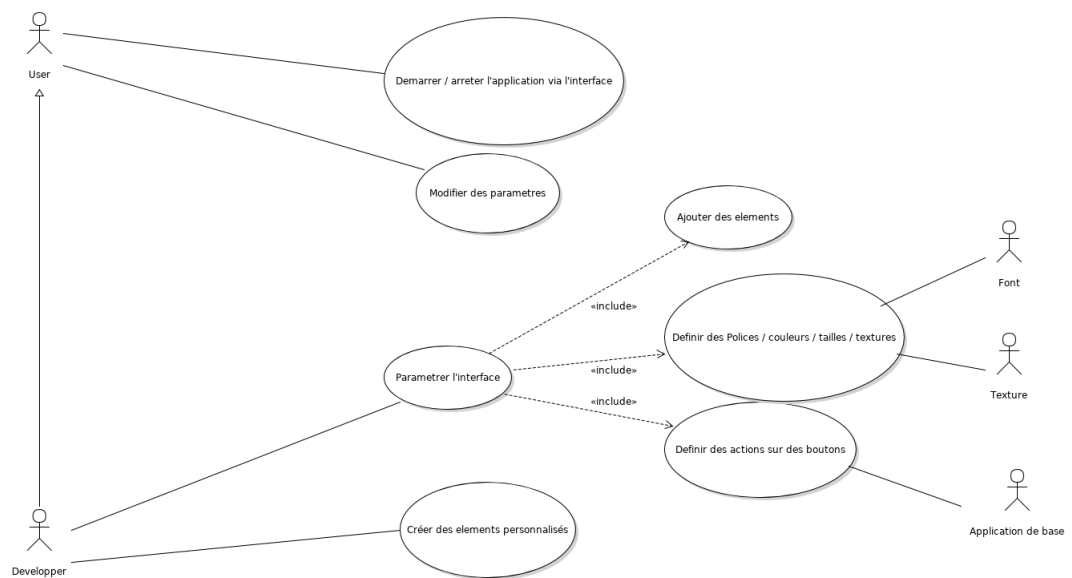 User
Demarrer / arreter l'application via l'interface
Modifier des parametres
Ajouter des elements
Font
«include»
Definir des Polices / couleurs / tailles / textures
«include»
Parametrer l'interface
Texture
«include»
Definir des actions sur des boutons
Créer des elements personnalisés
Application de base
Developper